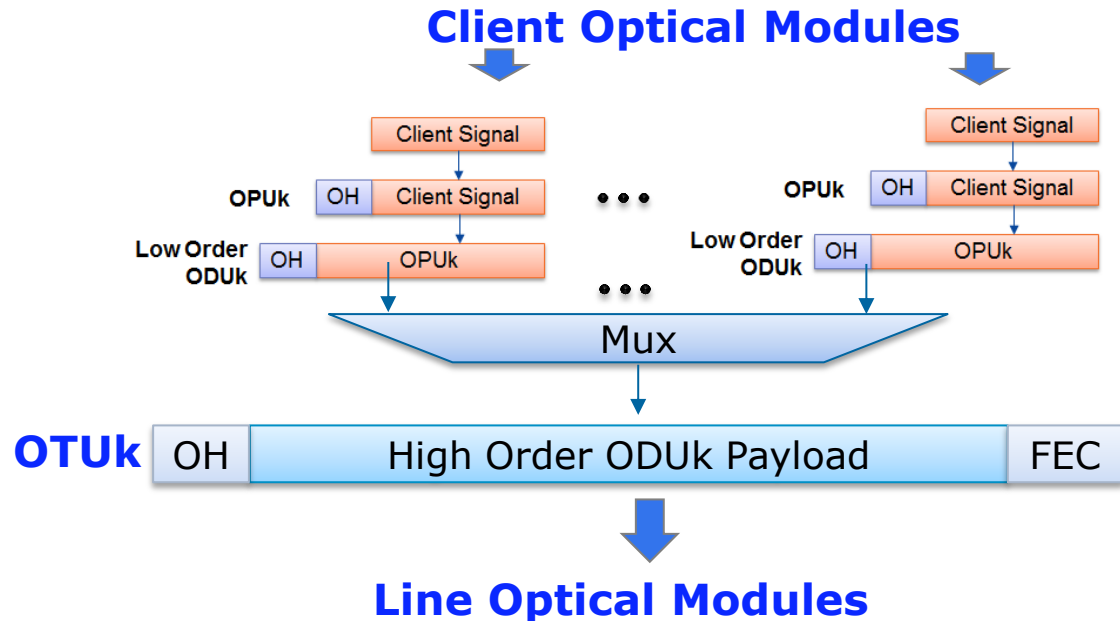 Client Optical Modules
Client Signal
Client Signal
OPUk
OH
Client Signal
OPUk
OH
Client Signal
Low Order
ODUk
OH
OPUk
Low Order
ODUk
OH
OPUk
Mux
OTUk
OH
High Order ODUk Payload
FEC
Line Optical Modules